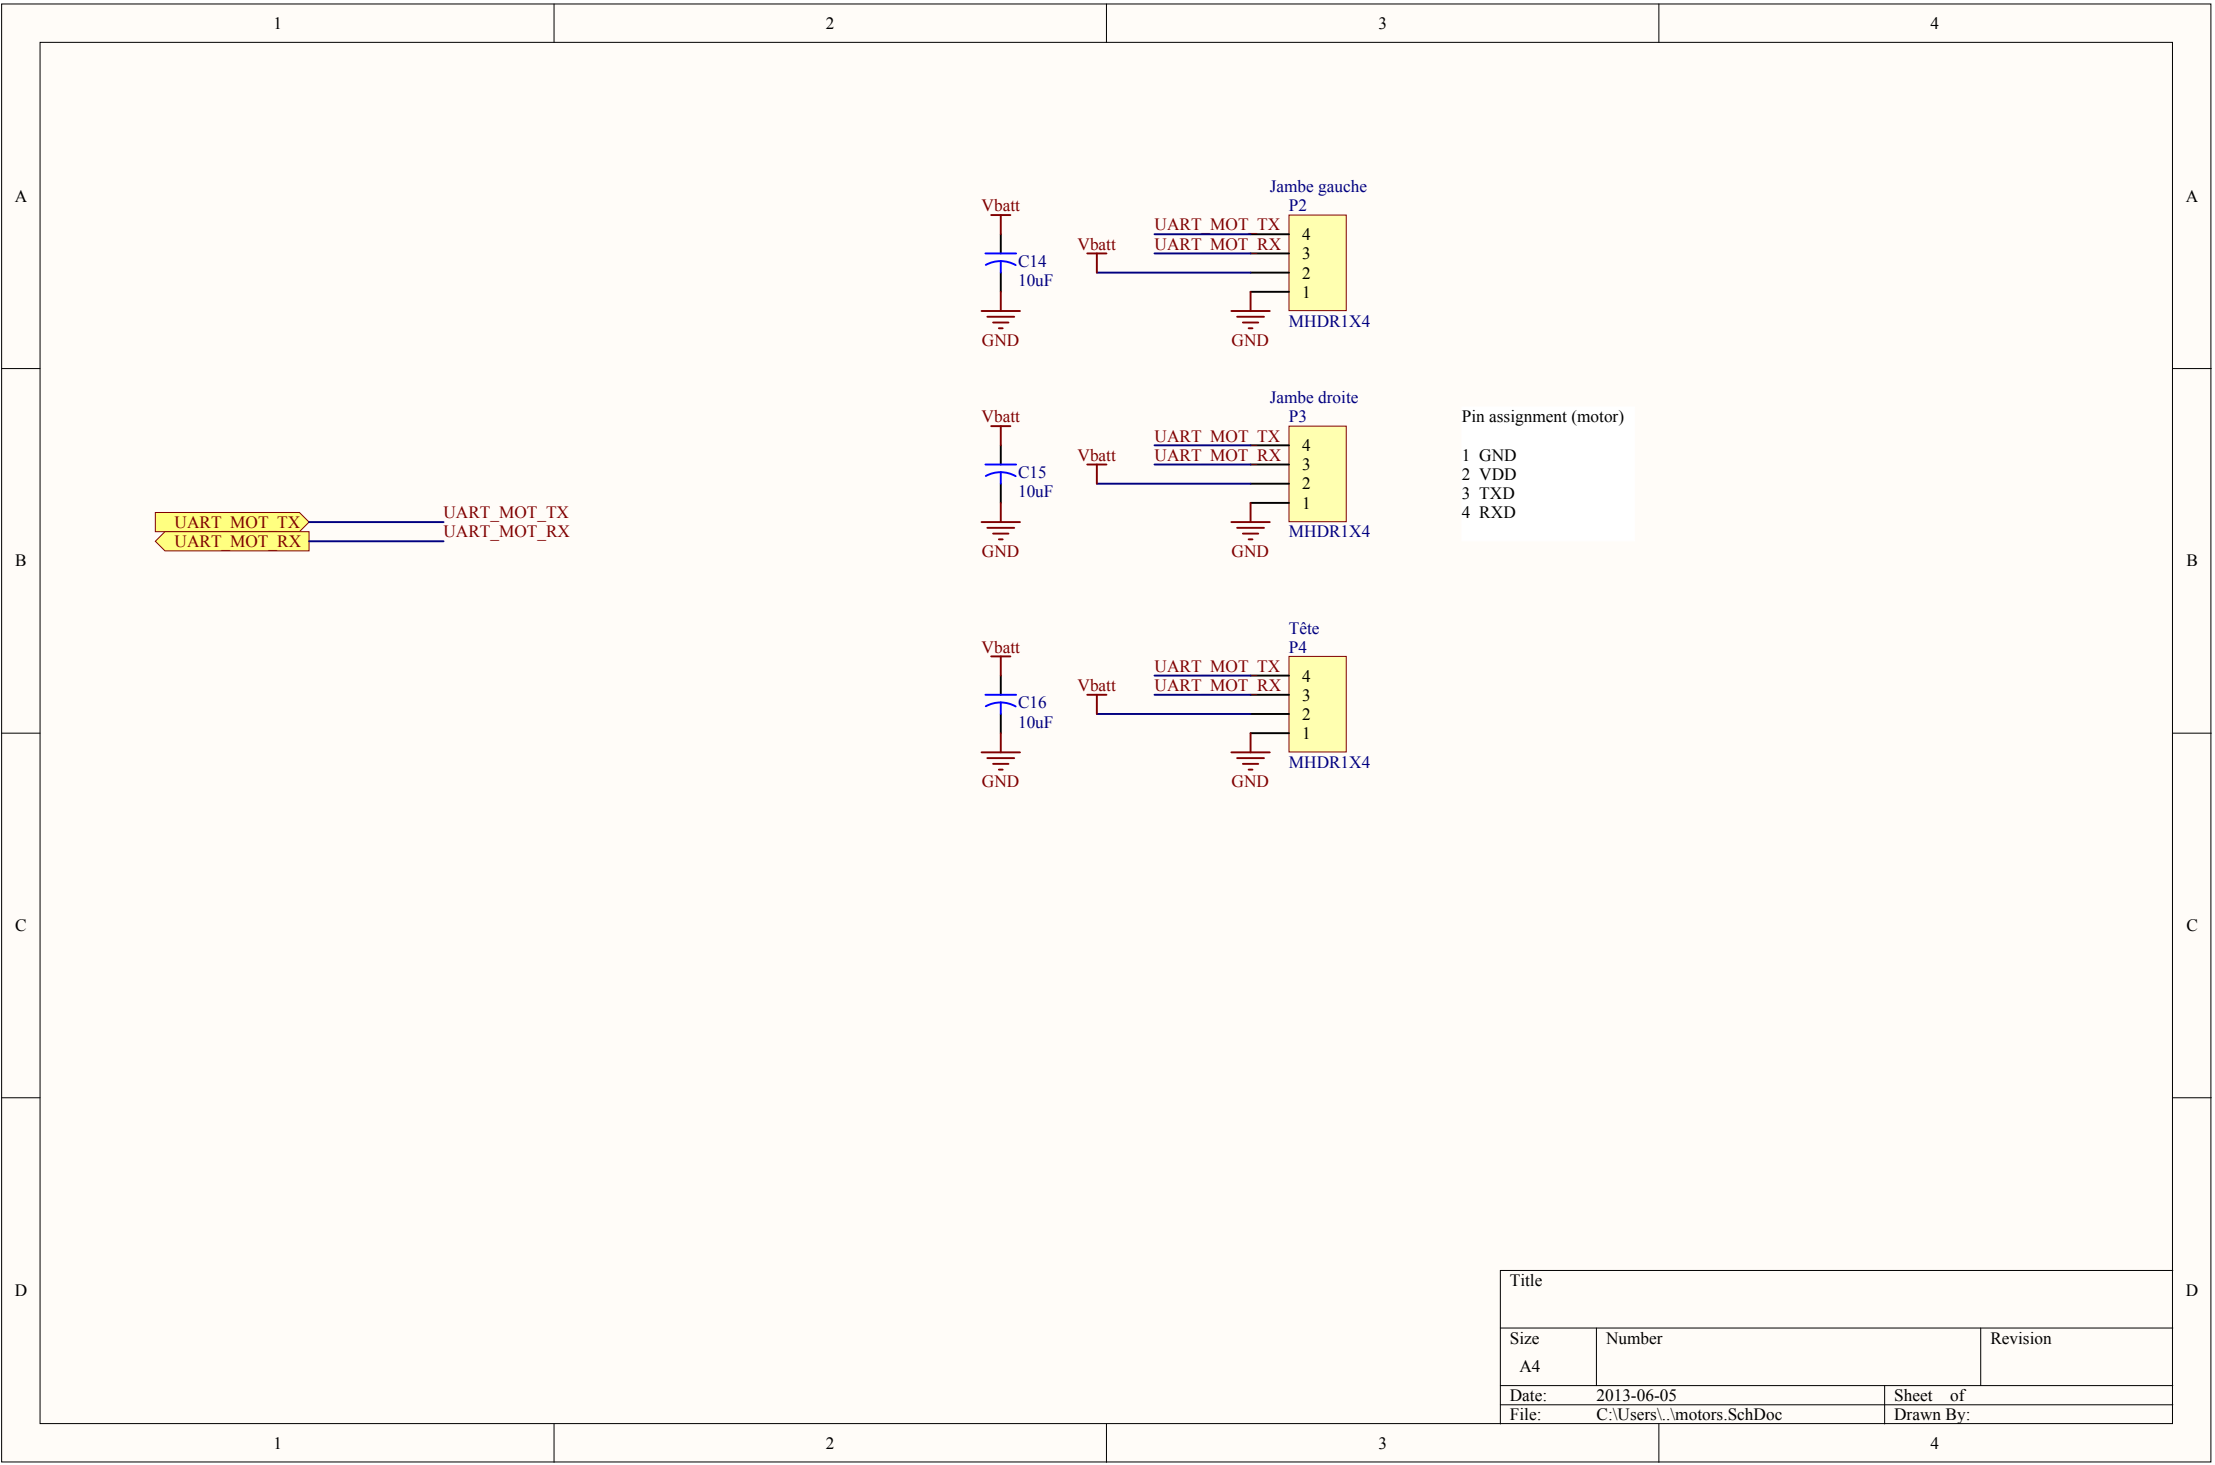 1 2 3 4
A A
Jambe gauche
Vbatt P2
UART_MOT_TX 4
Vbatt UART_MOT_RX 3
C14 2
10uF 1
MHDR1X4
GND GND
Jambe droite
Vbatt P3
UART_MOT_TX 4
Vbatt UART_MOT_RX 3
C15 2
10uF 1
MHDR1X4
GND GND
Pin assignment (motor)
1 GND
2 VDD
3 TXD
4 RXD
UART_MOT_TX UART_MOT_TX
UART_MOT_RX UART_MOT_RX
B B
Tête
Vbatt P4
UART_MOT_TX 4
Vbatt UART_MOT_RX 3
C16 2
10uF 1
MHDR1X4
GND GND
C C
D D
Title
Size Number Revision
A4
Date: 2013-06-05 Sheet of
File: C:\Users\..\motors.SchDoc Drawn By:
1 2 3 4